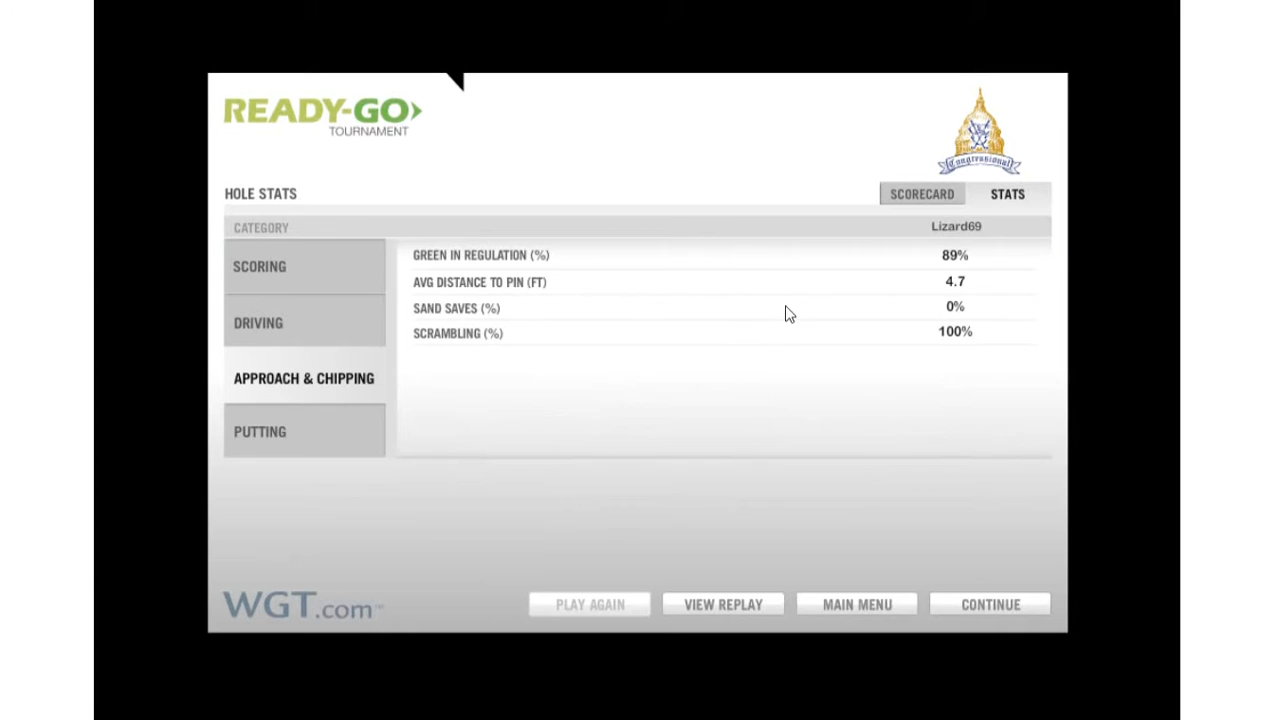 READY-GO
TOURNAMENT
Congressional
HOLE STATS
SCORECARD STATS
CATEGORY Lizard69
SCORING
DRIVING
APPROACH & CHIPPING
PUTTING
GREEN IN REGULATION (%) 89%
AVG DISTANCE TO PIN (FT) 4.7
SAND SAVES (%) 0%
SCRAMBLING (%) 100%
WGT.com
PLAY AGAIN VIEW REPLAY MAIN MENU CONTINUE